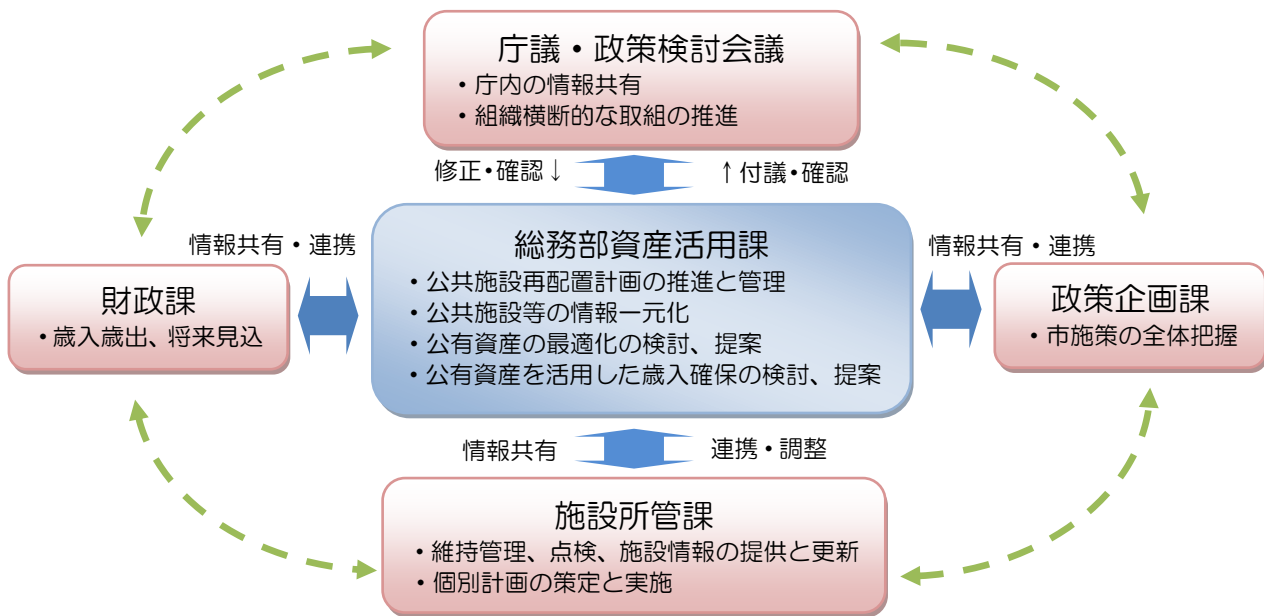 庁議・政策検討会議
・庁内の情報共有
・組織横断的な取組の推進
修正・確認↓
↑付議・確認
情報共有・連携
総務部資産活用課
・公共施設再配置計画の推進と管理
・公共施設等の情報一元化
・公有資産の最適化の検討、提案
・公有資産を活用した歳入確保の検討、提案
情報共有・連携
財政課
・歳入歳出、将来見込
政策企画課
・市施策の全体把握
情報共有
連携・調整
施設所管課
・維持管理、点検、施設情報の提供と更新
・個別計画の策定と実施